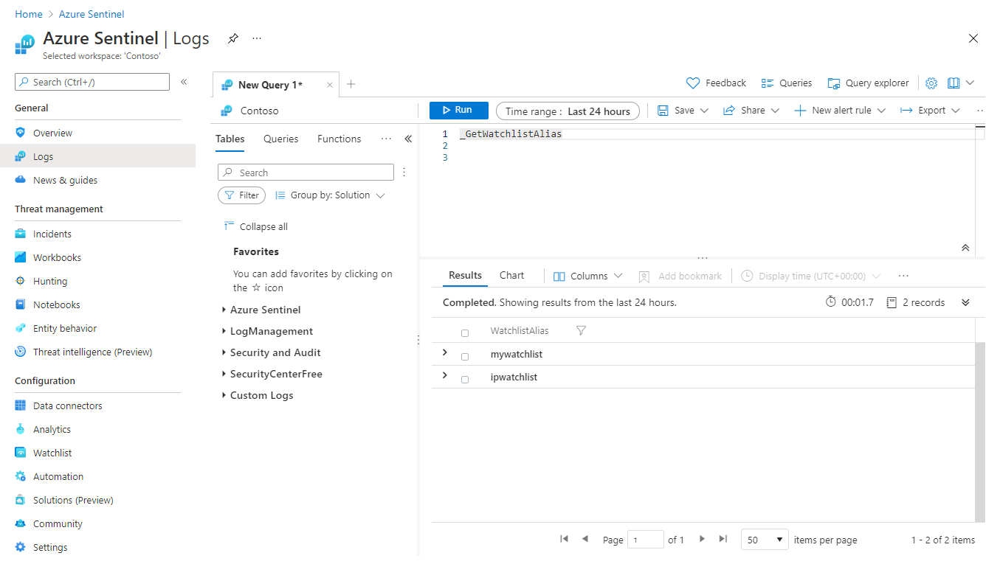 Home > Azure Sentinel
Azure Sentinel | Logs
Selected workspace: 'Contoso'
Search (Ctrl+/)
General
Overview
Logs
News & guides
Threat management
Incidents
Workbooks
Hunting
Notebooks
Entity behavior
Threat intelligence (Preview)
Configuration
Data connectors
Analytics
Watchlist
Automation
Solutions (Preview)
Community
Settings
New Query 1*
Feedback
Queries
Query explorer
Contoso
Run
Time range : Last 24 hours
Save
Share
New alert rule
Export
Tables
Queries
Functions
Search
Filter
Group by: Solution
Collapse all
Favorites
You can add favorites by clicking on
the ☆ icon
Azure Sentinel
LogManagement
Security and Audit
SecurityCenterFree
Custom Logs
1 _GetWatchlistAlias
2
3
Results
Chart
Columns
Add bookmark
Display time (UTC+00:00)
Completed. Showing results from the last 24 hours.
00:01.7
2 records
WatchlistAlias
mywatchlist
ipwatchlist
Page 1 of 1
50 items per page
1 - 2 of 2 items